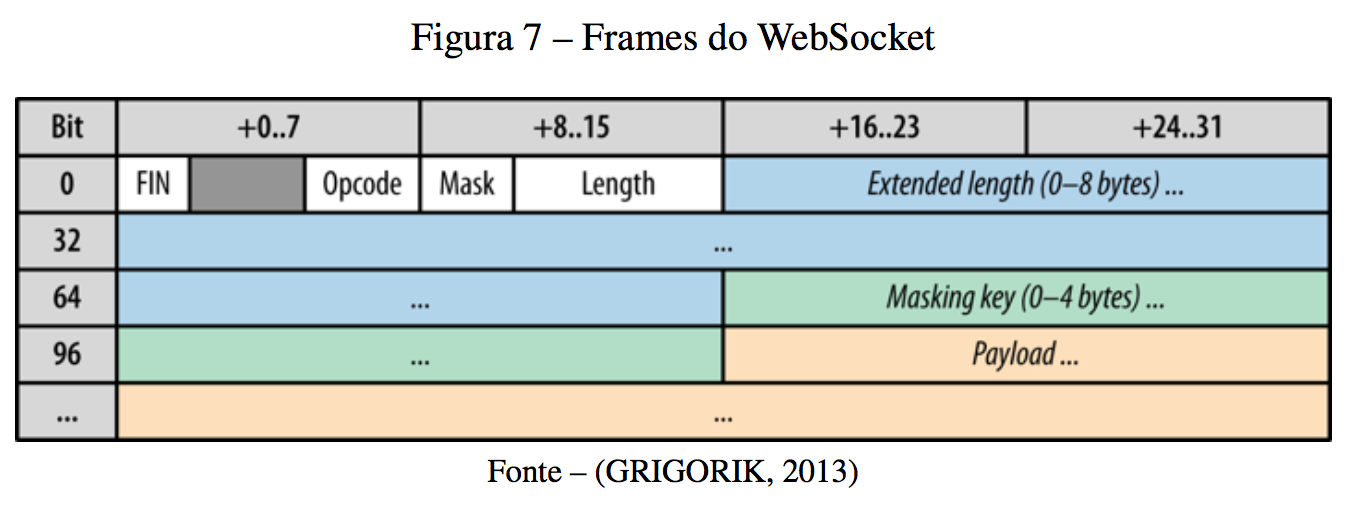 Figura 7 – Frames do WebSocket
Bit +0..7 +8..15 +16..23 +24..31
0 FIN Opcode Mask Length Extended length (0–8 bytes) ...
32 ...
64 ... Masking key (0–4 bytes) ...
96 ... Payload ...
... ...
Fonte – (GRIGORIK, 2013)